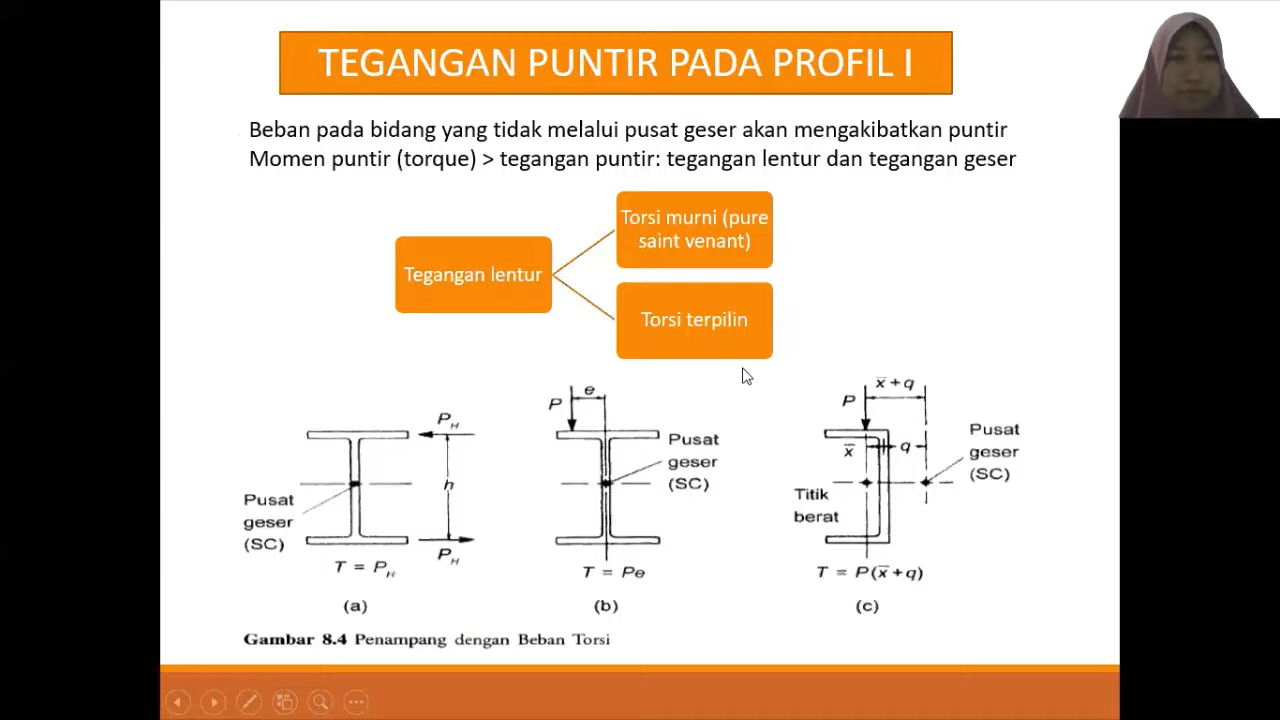 TEGANGAN PUNTIR PADA PROFIL I
Beban pada bidang yang tidak melalui pusat geser akan mengakibatkan puntir
Momen puntir (torque) > tegangan puntir: tegangan lentur dan tegangan geser
Tegangan lentur
Torsi murni (pure
saint venant)
Torsi terpilin
P_H
h
Pusat
geser
(SC)
P_H
T = P_H
(a)
P
e
Pusat
geser
(SC)
T = Pe
(b)
x̅ + q
P
x̅
q
Pusat
geser
(SC)
Titik
berat
T = P(x̅ + q)
(c)
Gambar 8.4 Penampang dengan Beban Torsi